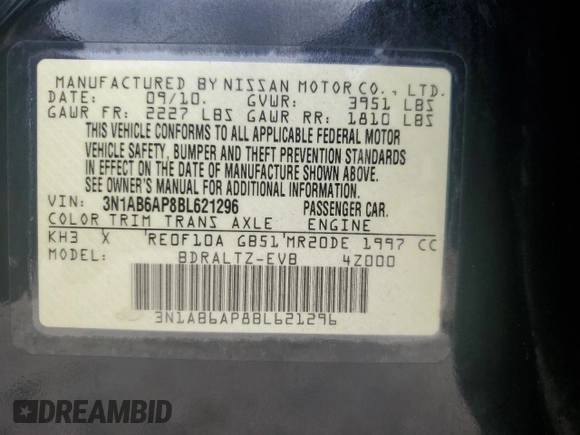 MANUFACTURED BY NISSAN MOTOR CO., LTD.
DATE: 09/10. GVWR: 3951 LBS
GAWR FR: 2227 LBS GAWR RR: 1810 LBS
THIS VEHICLE CONFORMS TO ALL APPLICABLE FEDERAL MOTOR
VEHICLE SAFETY, BUMPER AND THEFT PREVENTION STANDARDS
IN EFFECT ON THE DATE OF MANUFACTURE SHOWN ABOVE.
SEE OWNER'S MANUAL FOR ADDITIONAL INFORMATION.
VIN: 3N1AB6AP8BL621296 PASSENGER CAR.
COLOR TRIM TRANS AXLE ENGINE
KH3 X RE0F10A GB51 MR20DE 1997 CC
MODEL: BDRALTZ-EVB 4Z000
3N1AB6AP8BL621296
DREAMBID